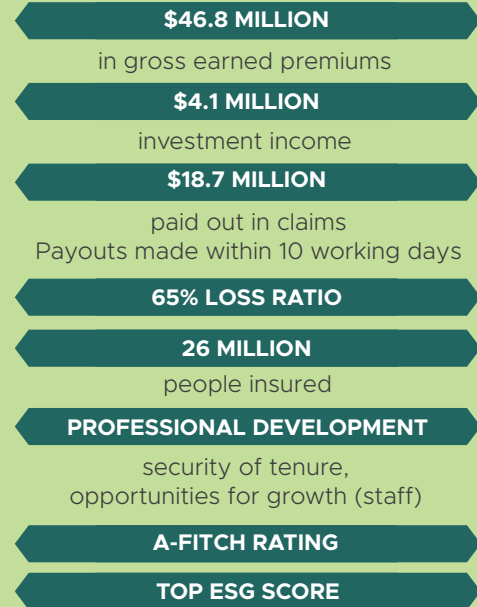 $46.8 MILLION
in gross earned premiums
$4.1 MILLION
investment income
$18.7 MILLION
paid out in claims
Payouts made within 10 working days
65% LOSS RATIO
26 MILLION
people insured
PROFESSIONAL DEVELOPMENT
security of tenure,
opportunities for growth (staff)
A-FITCH RATING
TOP ESG SCORE